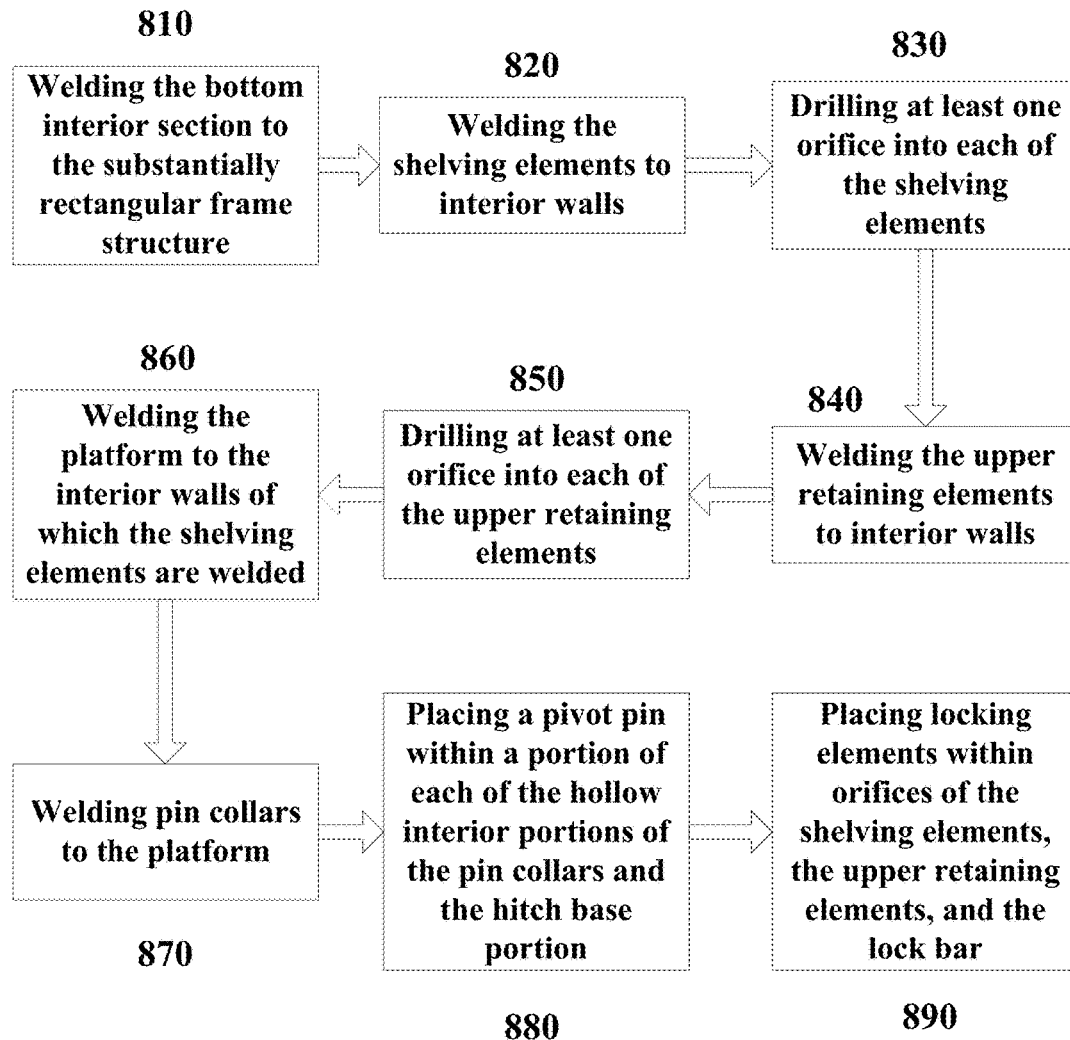 810
Welding the bottom
interior section to
the substantially
rectangular frame
structure
820
Welding the
shelving elements to
interior walls
830
Drilling at least one
orifice into each of
the shelving
elements
840
Welding the upper
retaining elements
to interior walls
850
Drilling at least one
orifice into each of
the upper retaining
elements
860
Welding the
platform to the
interior walls of
which the shelving
elements are welded
Welding pin collars
to the platform
870
Placing a pivot pin
within a portion of
each of the hollow
interior portions of
the pin collars and
the hitch base
portion
880
Placing locking
elements within
orifices of the
shelving elements,
the upper retaining
elements, and the
lock bar
890